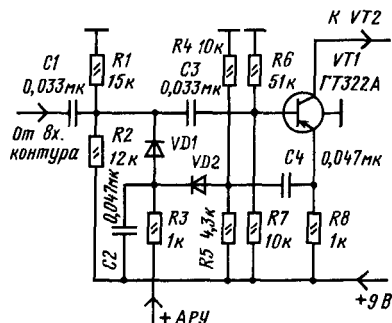 К VT2
C1
R1
R4 10к
R6
VT1
0,033мк
15к
C3
0,033мк
51к
ГТ322А
От Вх.
контура
R2
12к
VD1
VD2
C4
0,047мк
0,047мк
C2
R3
1к
R5 4,3к
R7
10к
R8
1к
+ АРУ
+9 В